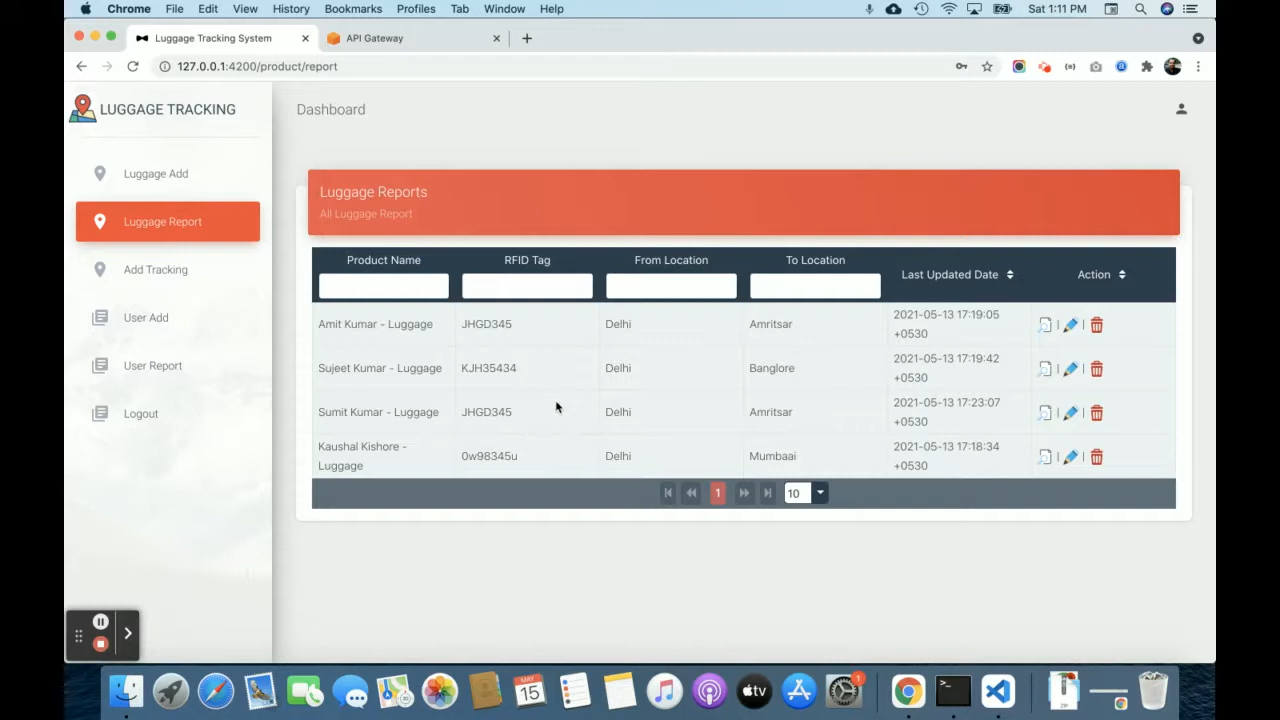 Chrome File Edit View History Bookmarks Profiles Tab Window Help Sat 1:11 PM
Luggage Tracking System API Gateway
127.0.0.1:4200/product/report
LUGGAGE TRACKING
Dashboard
Luggage Add
Luggage Report
Add Tracking
User Add
User Report
Logout
Luggage Reports
All Luggage Report
Product Name RFID Tag From Location To Location Last Updated Date Action
Amit Kumar - Luggage JHGD345 Delhi Amritsar 2021-05-13 17:19:05
+0530
Sujeet Kumar - Luggage KJH35434 Delhi Banglore 2021-05-13 17:19:42
+0530
Sumit Kumar - Luggage JHGD345 Delhi Amritsar 2021-05-13 17:23:07
+0530
Kaushal Kishore -
Luggage 0w98345u Delhi Mumbaai 2021-05-13 17:18:34
+0530
1 10
MAY
15
tv
1
ZIP